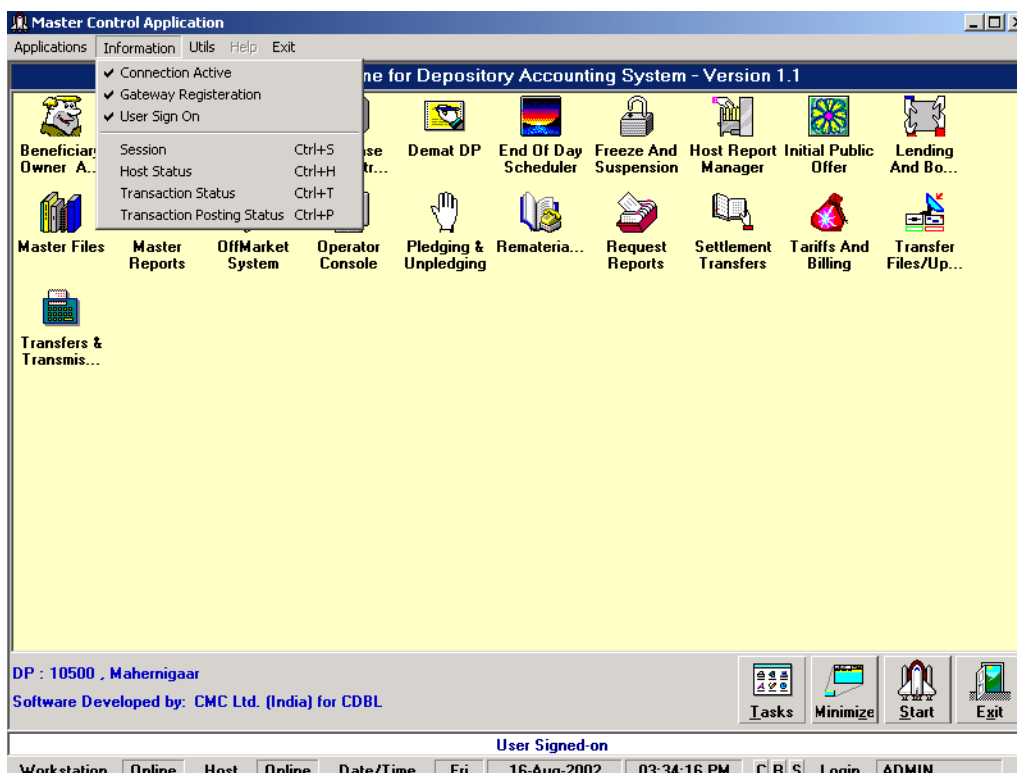 Master Control Application
Applications Information Utils Help Exit
Connection Active
Gateway Registeration
User Sign On
Session Ctrl+S
Host Status Ctrl+H
Transaction Status Ctrl+T
Transaction Posting Status Ctrl+P
for Depository Accounting System - Version 1.1
Beneficiary
Owner A...
Demat DP
End Of Day
Scheduler
Freeze And
Suspension
Host Report
Manager
Initial Public
Offer
Lending
And Bo...
Master Files
Master
Reports
OffMarket
System
Operator
Console
Pledging &
Unpledging
Remateria...
Request
Reports
Settlement
Transfers
Tariffs And
Billing
Transfer
Files/Up...
Transfers &
Transmis...
DP : 10500 , Mahernigaar
Software Developed by: CMC Ltd. (India) for CDBL
Tasks Minimize Start Exit
User Signed-on
Workstation Online Host Online Date/Time Fri 16-Aug-2002 03:34:16 PM C R S Login ADMIN